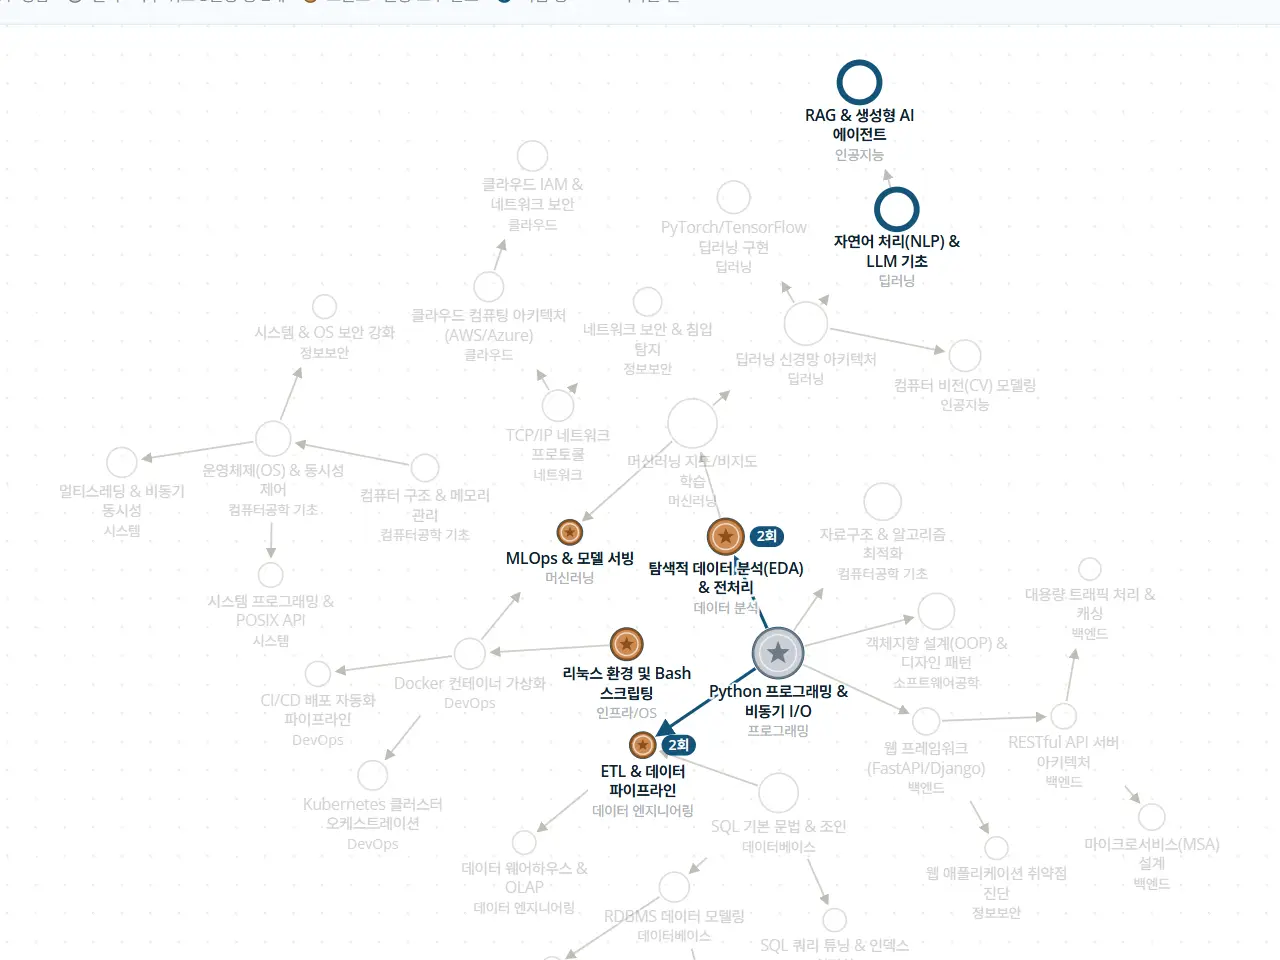 RAG & 생성형 AI
에이전트
인공지능
클라우드 IAM &
네트워크 보안
클라우드
PyTorch/TensorFlow
딥러닝 구현
딥러닝
자연어 처리(NLP) &
LLM 기초
딥러닝
시스템 & OS 보안 강화
정보보안
클라우드 컴퓨팅 아키텍처
(AWS/Azure)
클라우드
네트워크 보안 & 침입
탐지
정보보안
딥러닝 신경망 아키텍처
딥러닝
컴퓨터 비전(CV) 모델링
인공지능
TCP/IP 네트워크
프로토콜
네트워크
머신러닝 지도/비지도
학습
머신러닝
멀티스레딩 & 비동기
동시성
시스템
운영체제(OS) & 동시성
제어
컴퓨터공학 기초
컴퓨터 구조 & 메모리
관리
컴퓨터공학 기초
MLOps & 모델 서빙
머신러닝
2회
탐색적 데이터 분석(EDA)
& 전처리
데이터 분석
자료구조 & 알고리즘
최적화
컴퓨터공학 기초
시스템 프로그래밍 &
POSIX API
시스템
대용량 트래픽 처리 &
캐싱
백엔드
객체지향 설계(OOP) &
디자인 패턴
소프트웨어공학
CI/CD 배포 자동화
파이프라인
DevOps
Docker 컨테이너 가상화
DevOps
리눅스 환경 및 Bash
스크립팅
인프라/OS
Python 프로그래밍 &
비동기 I/O
프로그래밍
2회
ETL & 데이터
파이프라인
데이터 엔지니어링
웹 프레임워크
(FastAPI/Django)
백엔드
RESTful API 서버
아키텍처
백엔드
Kubernetes 클러스터
오케스트레이션
DevOps
SQL 기본 문법 & 조인
데이터베이스
마이크로서비스(MSA)
설계
백엔드
데이터 웨어하우스 &
OLAP
데이터 엔지니어링
웹 애플리케이션 취약점
진단
정보보안
RDBMS 데이터 모델링
데이터베이스
SQL 쿼리 튜닝 & 인덱스